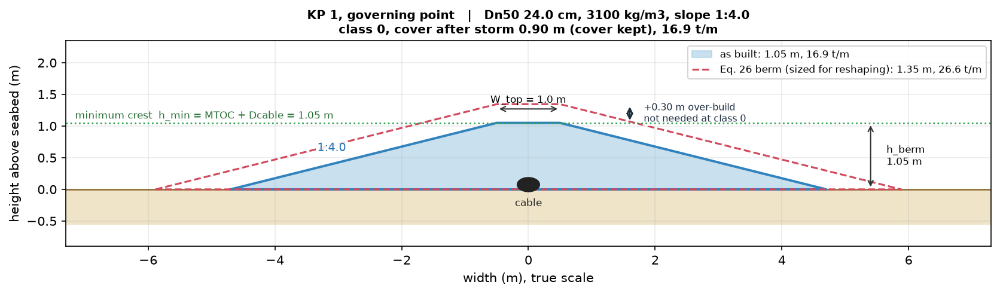 KP 1, governing point | Dn50 24.0 cm, 3100 kg/m3, slope 1:4.0
class 0, cover after storm 0.90 m (cover kept), 16.9 t/m
as built: 1.05 m, 16.9 t/m
Eq. 26 berm (sized for reshaping): 1.35 m, 26.6 t/m
W_top = 1.0 m
+0.30 m over-build
not needed at class 0
minimum crest h_min = MTOC + Dcable = 1.05 m
1:4.0
h_berm
1.05 m
cable
height above seabed (m)
2.0
1.5
1.0
0.5
0.0
−0.5
−6
−4
−2
0
2
4
6
width (m), true scale